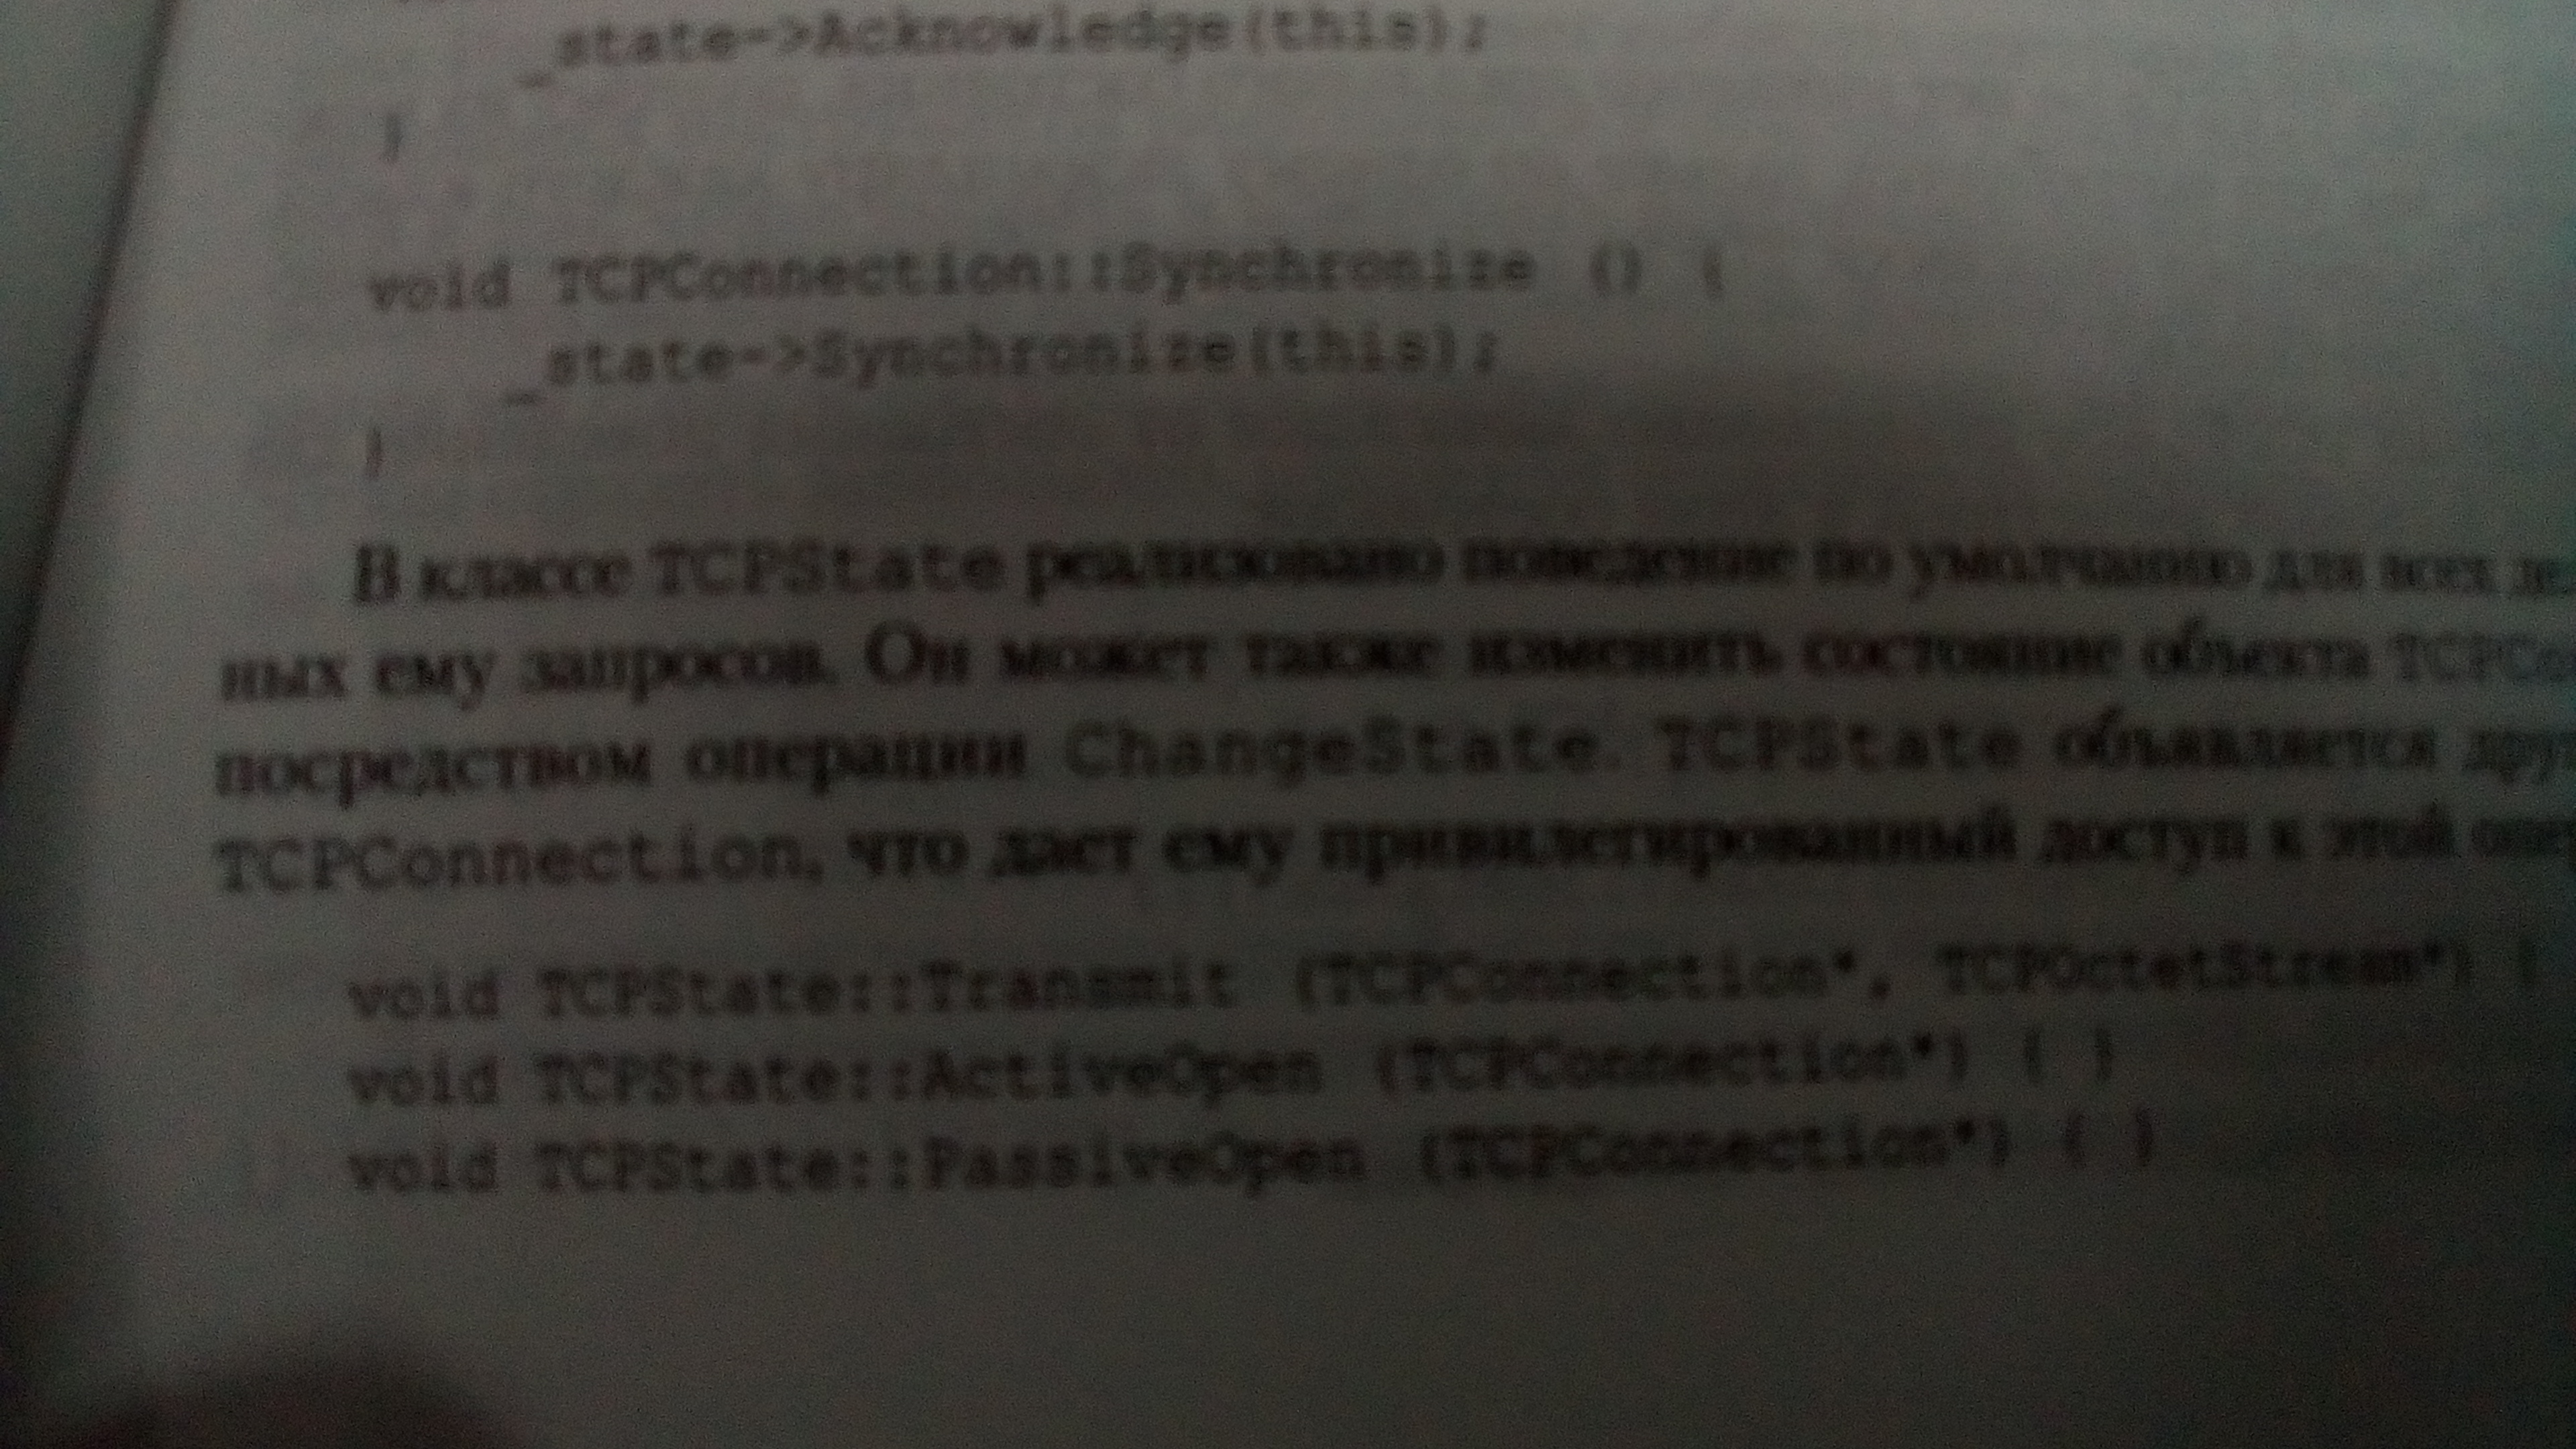 _state->Acknowledge(this);
}
void TCPConnection::Synchronize () {
_state->Synchronize(this);
}
В классе TCPState реализовано поведение по умолчанию для всех
ных ему запросов. Он может также изменить состояние объекта
посредством операции ChangeState. TCPState объявляется
TCPConnection, что дает ему привилегированный доступ к этой
void TCPState::Transmit (TCPConnection*, TCPOctetStream*) {
void TCPState::ActiveOpen (TCPConnection*) { }
void TCPState::PassiveOpen (TCPConnection*) { }